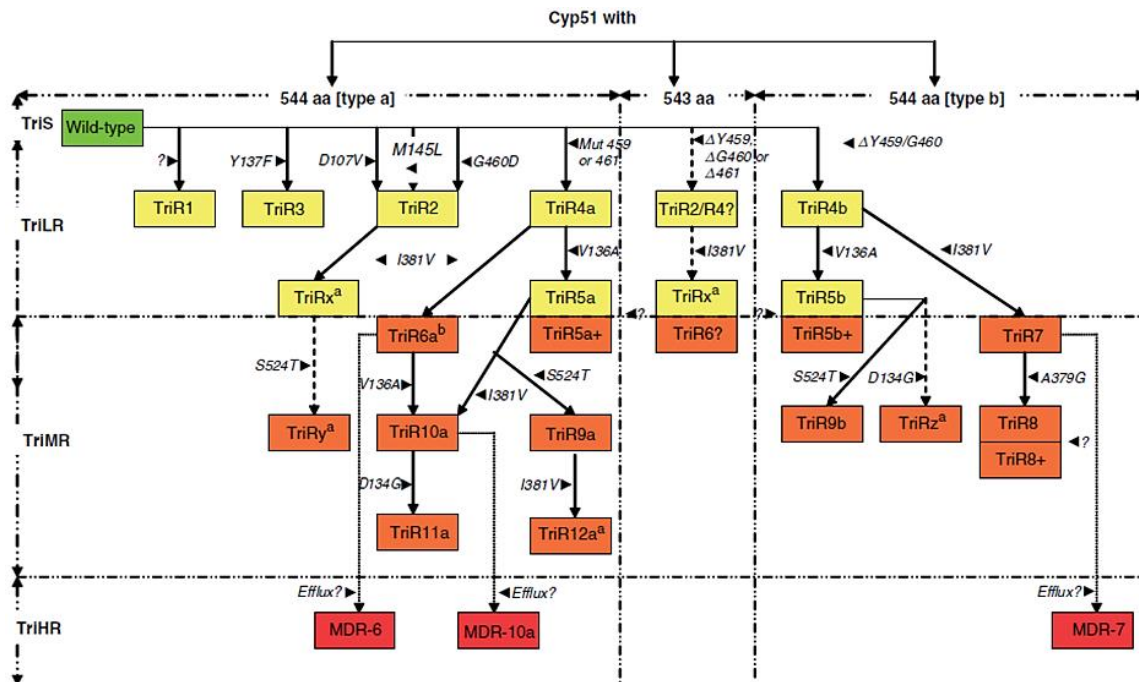 Cyp51 with
544 aa [type a]
543 aa
544 aa [type b]
TriS
Wild-type
?
Y137F
D107V
M145L
G460D
Mut 459
or 461
ΔY459,
ΔG460 or
Δ461
ΔY459/G460
TriLR
TriR1
TriR3
TriR2
TriR4a
TriR2/R4?
TriR4b
I381V
V136A
I381V
V136A
I381V
TriRxᵃ
TriR5a
TriRxᵃ
TriR5b
?
?
TriR6aᵇ
TriR5a+
TriR6?
TriR5b+
TriR7
S524T
V136A
I381V
S524T
S524T
D134G
A379G
TriMR
TriRyᵃ
TriR10a
TriR9a
TriR9b
TriRzᵃ
TriR8
TriR8+
?
D134G
I381V
TriR11a
TriR12aᵃ
Efflux?
Efflux?
Efflux?
TriHR
MDR-6
MDR-10a
MDR-7